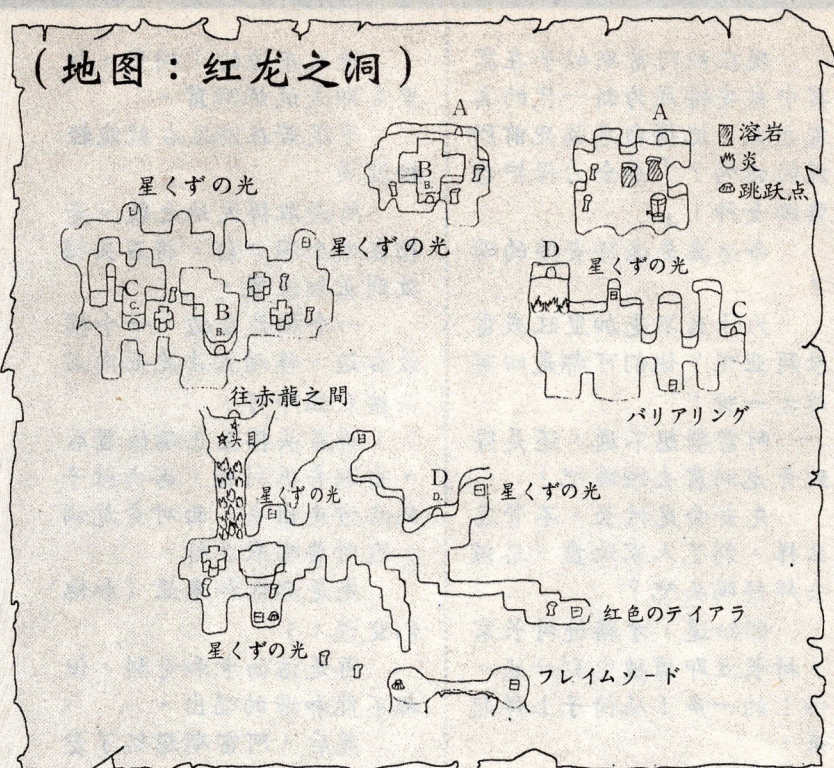 (地图：红龙之洞)
A
A
溶岩
炎
跳跃点
B
B.
星くずの光
星くずの光
C
C.
B
B.
D
星くずの光
C
バリアリング
往赤龍之間
☆头目
星くずの光
D
D.
星くずの光
红色のテイアラ
星くずの光
フレイムソード